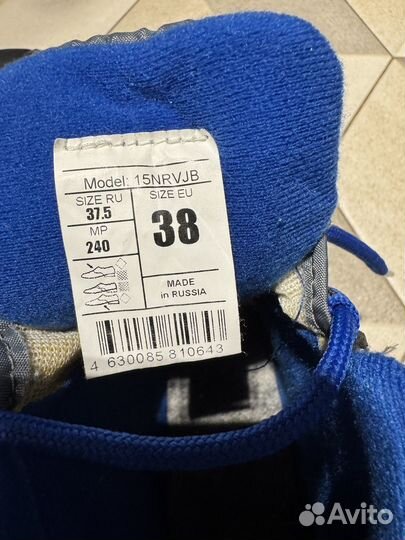 Model: 15NRVJB
SIZE RU
37.5
MP
240
SIZE EU
38
MADE
in RUSSIA
4 630085 810643
Avito